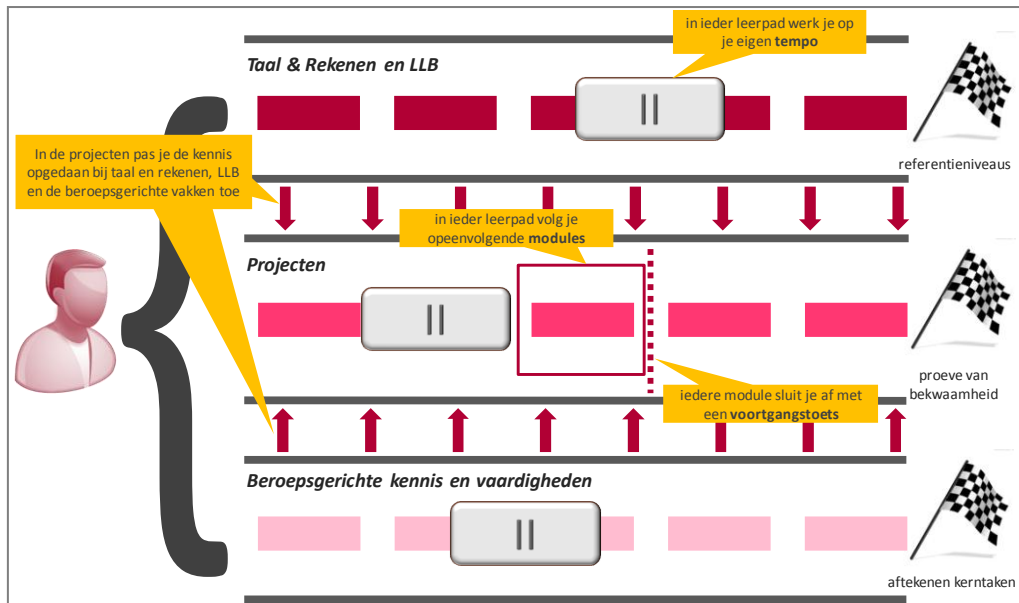 in ieder leerpad werk je op
je eigen tempo
Taal & Rekenen en LLB
referentieniveaus
In de projecten pas je de kennis
opgedaan bij taal en rekenen, LLB
en de beroepsgerichte vakken toe
in ieder leerpad volg je
opeenvolgende modules
Projecten
proeve van
bekwaamheid
iedere module sluit je af met
een voortgangstoets
Beroepsgerichte kennis en vaardigheden
aftekenen kerntaken